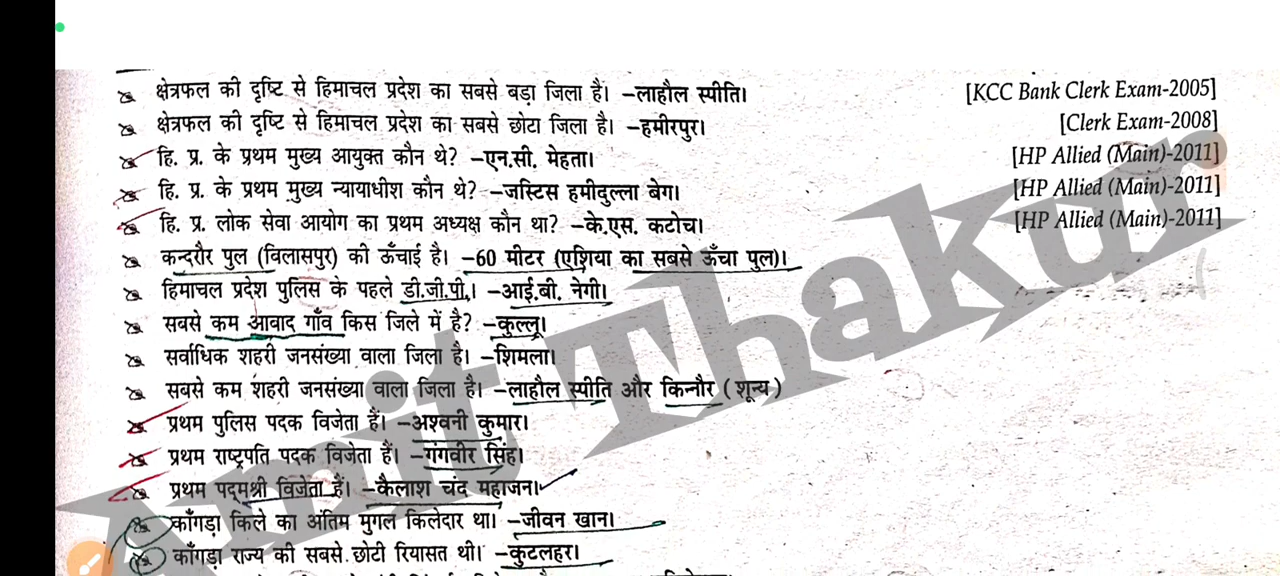 क्षेत्रफल की दृष्टि से हिमाचल प्रदेश का सबसे बड़ा जिला है। –लाहौल स्पीति। [KCC Bank Clerk Exam-2005]
क्षेत्रफल की दृष्टि से हिमाचल प्रदेश का सबसे छोटा जिला है। –हमीरपुर। [Clerk Exam-2008]
हि. प्र. के प्रथम मुख्य आयुक्त कौन थे? –एन.सी. मेहता। [HP Allied (Main)-2011]
हि. प्र. के प्रथम मुख्य न्यायाधीश कौन थे? –जस्टिस हमीदुल्ला बेग। [HP Allied (Main)-2011]
हि. प्र. लोक सेवा आयोग का प्रथम अध्यक्ष कौन था? –के.एस. कटोच। [HP Allied (Main)-2011]
कन्दरौर पुल (विलासपुर) की ऊँचाई है। –60 मीटर (एशिया का सबसे ऊँचा पुल)।
हिमाचल प्रदेश पुलिस के पहले डी.जी.पी.। –आई.बी. नेगी।
सबसे कम आवाद गाँव किस जिले में है? –कुल्लू।
सर्वाधिक शहरी जनसंख्या वाला जिला है। –शिमला।
सबसे कम शहरी जनसंख्या वाला जिला है। –लाहौल स्पीति और किन्नौर (शून्य)
प्रथम पुलिस पदक विजेता हैं। –अश्वनी कुमार।
प्रथम राष्ट्रपति पदक विजेता हैं। –गंगवीर सिंह।
प्रथम पद्मश्री विजेता हैं। –कैलाश चंद महाजन।
काँगड़ा किले का अंतिम मुगल किलेदार था। –जीवन खान।
काँगड़ा राज्य की सबसे छोटी रियासत थी। –कुटलहर।
Amit Thakur